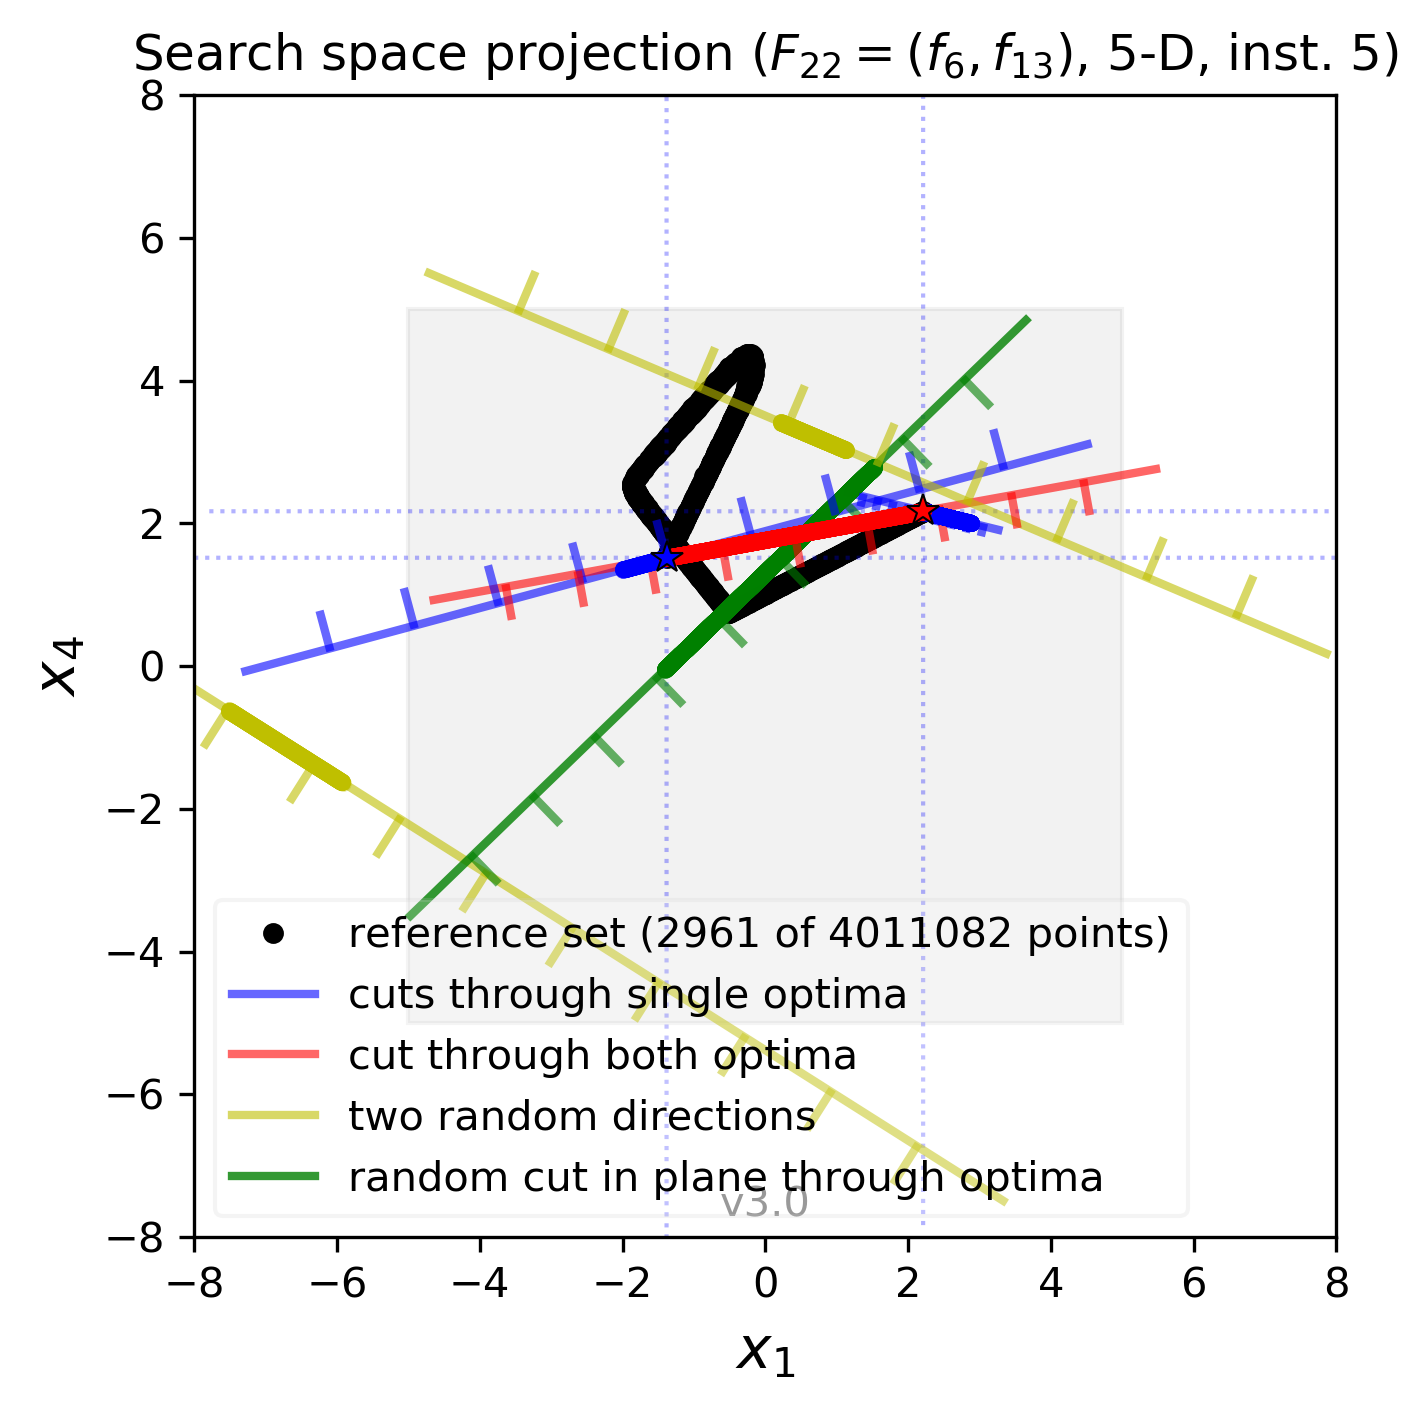 Search space projection (F₂₂ = (f₆, f₁₃), 5-D, inst. 5)
8
6
4
2
0
−2
−4
−6
−8
x₄
reference set (2961 of 4011082 points)
cuts through single optima
cut through both optima
two random directions
random cut in plane through optima
v3.0
−8 −6 −4 −2 0 2 4 6 8
x₁